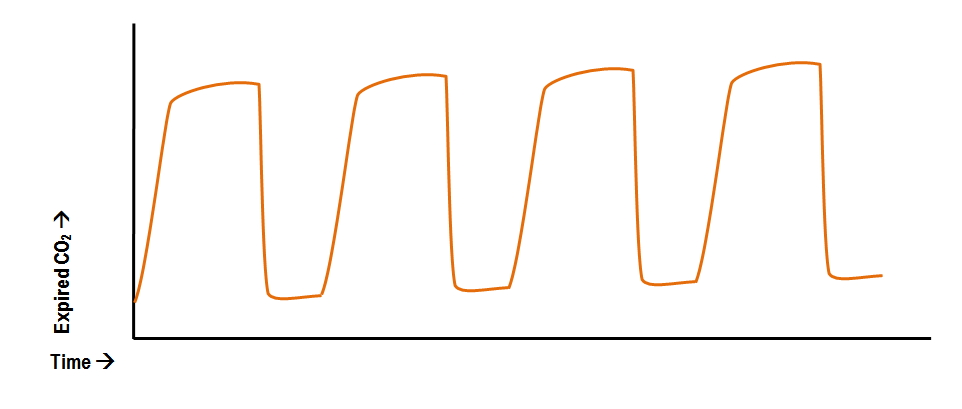 Expired CO₂ →
Time →